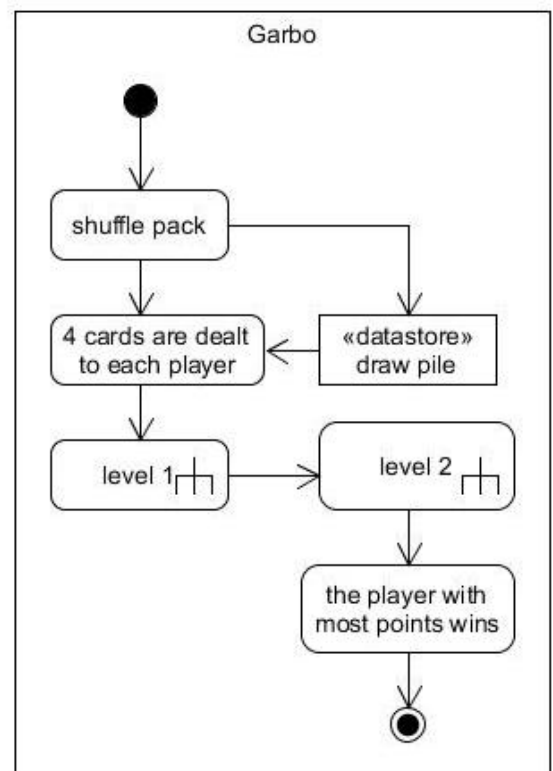 Garbo
shuffle pack
4 cards are dealt
to each player
«datastore»
draw pile
level 1
level 2
the player with
most points wins